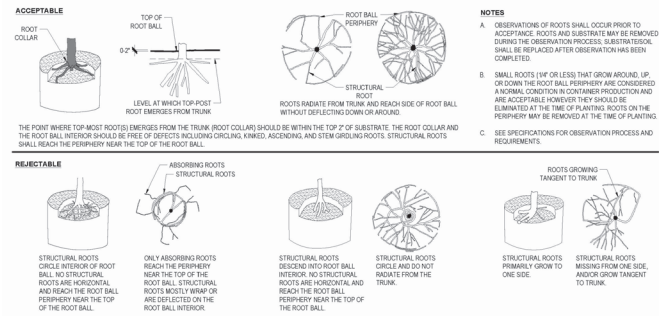 ACCEPTABLE
ROOT
COLLAR
TOP OF
ROOT BALL
0-2"
LEVEL AT WHICH TOP-POST
ROOT EMERGES FROM TRUNK
ROOT BALL
PERIPHERY
STRUCTURAL
ROOT
ROOTS RADIATE FROM TRUNK AND REACH SIDE OF ROOT BALL
WITHOUT DEFLECTING DOWN OR AROUND.
THE POINT WHERE TOP-MOST ROOT(S) EMERGES FROM THE TRUNK (ROOT COLLAR) SHOULD BE WITHIN THE TOP 2" OF SUBSTRATE. THE ROOT COLLAR AND
THE ROOT BALL INTERIOR SHOULD BE FREE OF DEFECTS INCLUDING CIRCLING, KINKED, ASCENDING, AND STEM GIRDLING ROOTS. STRUCTURAL ROOTS
SHALL REACH THE PERIPHERY NEAR THE TOP OF THE ROOT BALL.
NOTES
A. OBSERVATIONS OF ROOTS SHALL OCCUR PRIOR TO
ACCEPTANCE. ROOTS AND SUBSTRATE MAY BE REMOVED
DURING THE OBSERVATION PROCESS; SUBSTRATE/SOIL
SHALL BE REPLACED AFTER OBSERVATION HAS BEEN
COMPLETED.
B. SMALL ROOTS (1/4" OR LESS) THAT GROW AROUND, UP,
OR DOWN THE ROOT BALL PERIPHERY ARE CONSIDERED
A NORMAL CONDITION IN CONTAINER PRODUCTION AND
ARE ACCEPTABLE HOWEVER THEY SHOULD BE
ELIMINATED AT THE TIME OF PLANTING. ROOTS ON THE
PERIPHERY MAY BE REMOVED AT THE TIME OF PLANTING.
C. SEE SPECIFICATIONS FOR OBSERVATION PROCESS AND
REQUIREMENTS.
REJECTABLE
ABSORBING ROOTS
STRUCTURAL ROOTS
STRUCTURAL ROOTS
CIRCLE INTERIOR OF ROOT
BALL. NO STRUCTURAL
ROOTS ARE HORIZONTAL
AND REACH THE ROOT BALL
PERIPHERY NEAR THE TOP
OF THE ROOT BALL.
ONLY ABSORBING ROOTS
REACH THE PERIPHERY
NEAR THE TOP OF THE
ROOT BALL. STRUCTURAL
ROOTS MOSTLY WRAP OR
ARE DEFLECTED ON THE
ROOT BALL INTERIOR.
STRUCTURAL ROOTS
DESCEND INTO ROOT BALL
INTERIOR. NO STRUCTURAL
ROOTS ARE HORIZONTAL AND
REACH THE ROOT BALL
PERIPHERY NEAR THE TOP OF
THE ROOT BALL.
STRUCTURAL ROOTS
CIRCLE AND DO NOT
RADIATE FROM THE
TRUNK.
ROOTS GROWING
TANGENT TO TRUNK
STRUCTURAL ROOTS
PRIMARILY GROW TO
ONE SIDE.
STRUCTURAL ROOTS
MISSING FROM ONE SIDE,
AND/OR GROW TANGENT
TO TRUNK.